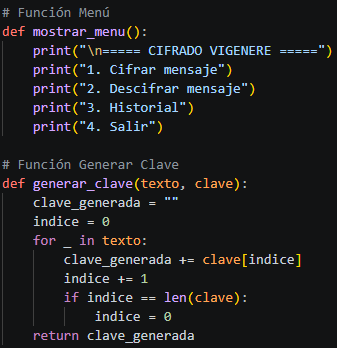 # Función Menú
def mostrar_menu():
    print("\n===== CIFRADO VIGENERE =====")
    print("1. Cifrar mensaje")
    print("2. Descifrar mensaje")
    print("3. Historial")
    print("4. Salir")

# Función Generar Clave
def generar_clave(texto, clave):
    clave_generada = ""
    indice = 0
    for _ in texto:
        clave_generada += clave[indice]
        indice += 1
        if indice == len(clave):
            indice = 0
    return clave_generada